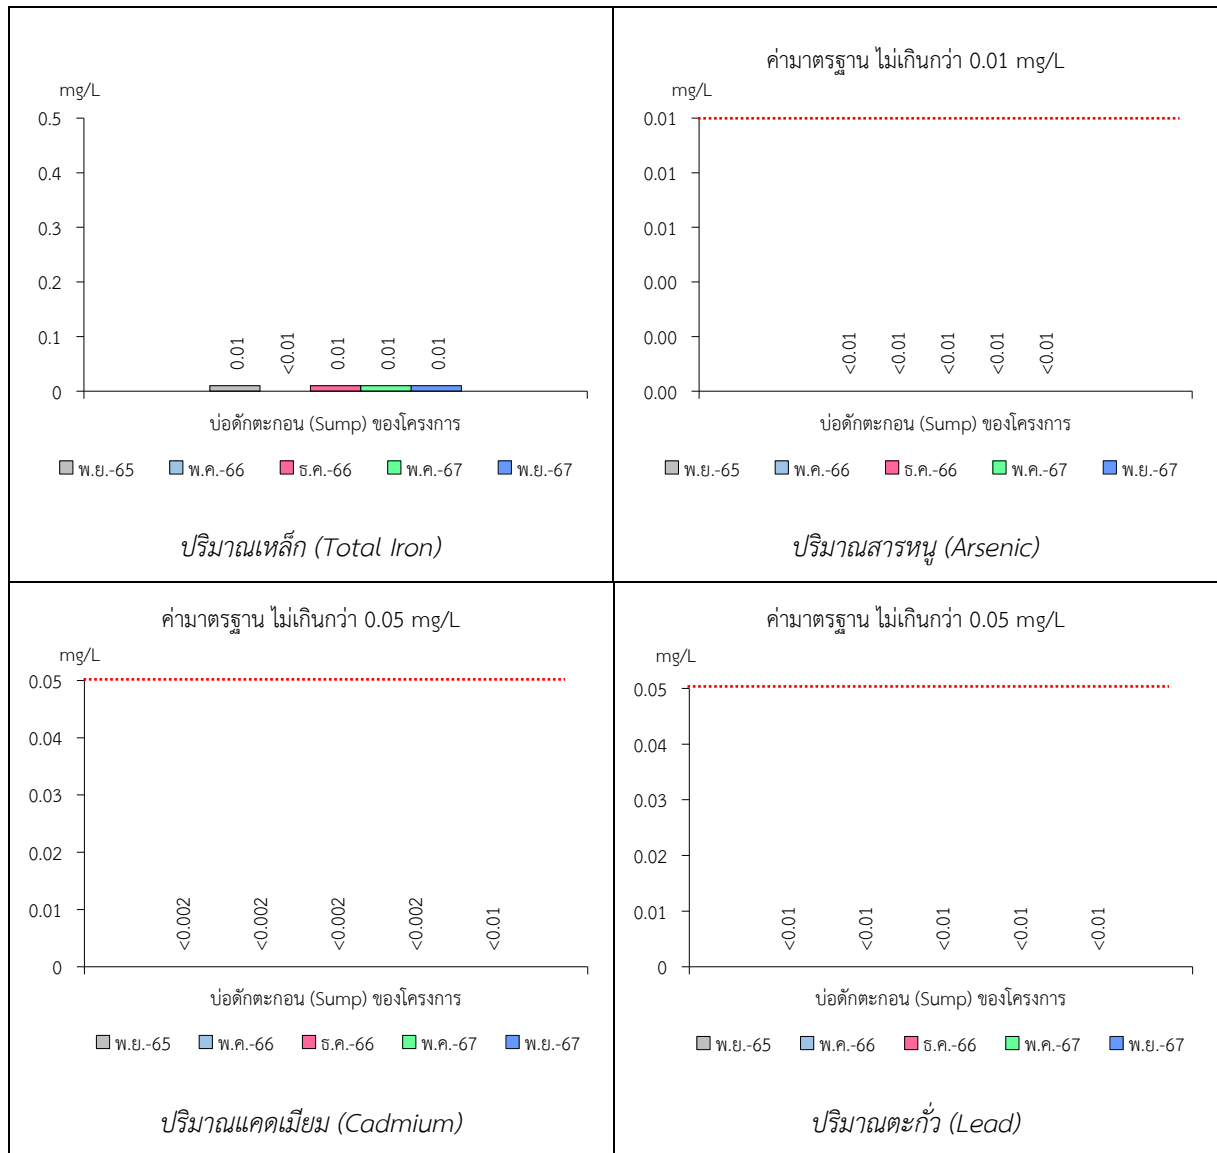 mg/L
0.5
0.4
0.3
0.2
0.1
0
0.01 <0.01 0.01 0.01 0.01
บ่อดักตะกอน (Sump) ของโครงการ
พ.ย.-65 พ.ค.-66 ธ.ค.-66 พ.ค.-67 พ.ย.-67
ปริมาณเหล็ก (Total Iron)
ค่ามาตรฐาน ไม่เกินกว่า 0.01 mg/L
mg/L
0.01
0.01
0.01
0.00
0.00
0.00
<0.01 <0.01 <0.01 <0.01 <0.01
บ่อดักตะกอน (Sump) ของโครงการ
พ.ย.-65 พ.ค.-66 ธ.ค.-66 พ.ค.-67 พ.ย.-67
ปริมาณสารหนู (Arsenic)
ค่ามาตรฐาน ไม่เกินกว่า 0.05 mg/L
mg/L
0.05
0.04
0.03
0.02
0.01
0
<0.002 <0.002 <0.002 <0.002 <0.01
บ่อดักตะกอน (Sump) ของโครงการ
พ.ย.-65 พ.ค.-66 ธ.ค.-66 พ.ค.-67 พ.ย.-67
ปริมาณแคดเมียม (Cadmium)
ค่ามาตรฐาน ไม่เกินกว่า 0.05 mg/L
mg/L
0.05
0.04
0.03
0.02
0.01
0
<0.01 <0.01 <0.01 <0.01 <0.01
บ่อดักตะกอน (Sump) ของโครงการ
พ.ย.-65 พ.ค.-66 ธ.ค.-66 พ.ค.-67 พ.ย.-67
ปริมาณตะกั่ว (Lead)